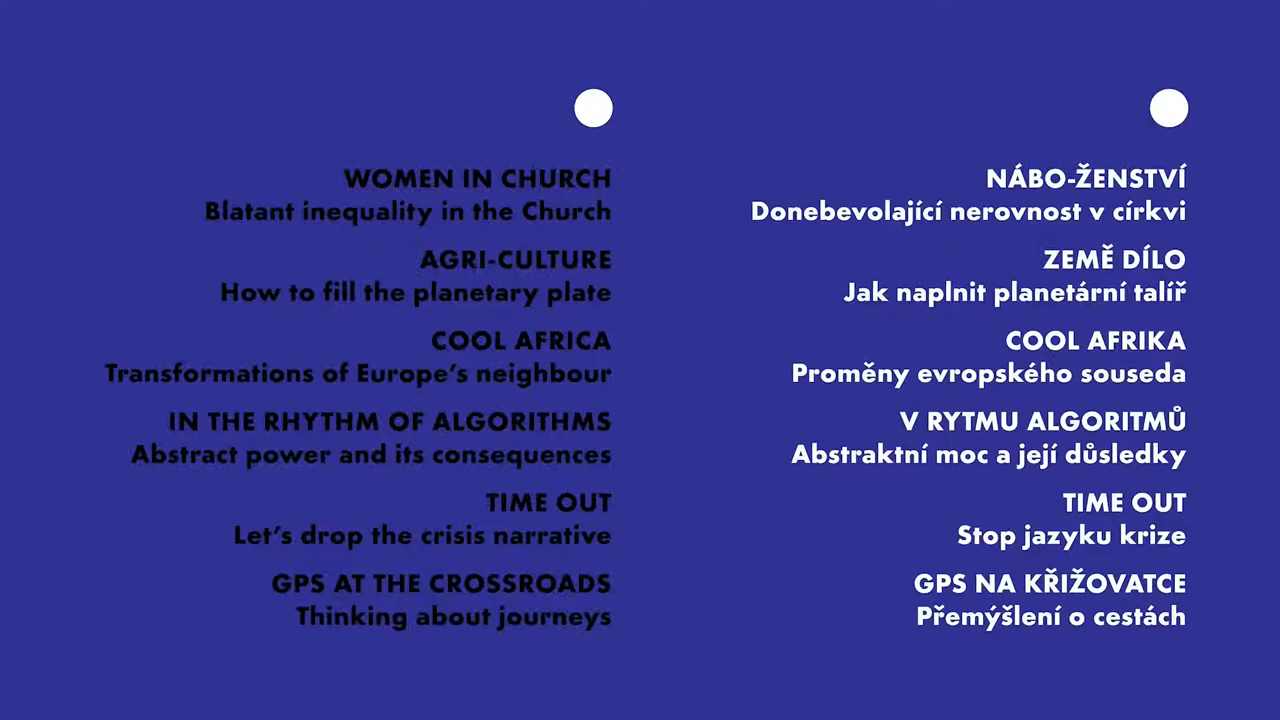 WOMEN IN CHURCH
Blatant inequality in the Church
AGRI-CULTURE
How to fill the planetary plate
COOL AFRICA
Transformations of Europe’s neighbour
IN THE RHYTHM OF ALGORITHMS
Abstract power and its consequences
TIME OUT
Let’s drop the crisis narrative
GPS AT THE CROSSROADS
Thinking about journeys
NÁBO-ŽENSTVÍ
Donebevolající nerovnost v církvi
ZEMĚ DÍLO
Jak naplnit planetární talíř
COOL AFRIKA
Proměny evropského souseda
V RYTMU ALGORITMŮ
Abstraktní moc a její důsledky
TIME OUT
Stop jazyku krize
GPS NA KŘIŽOVATCE
Přemýšlení o cestách